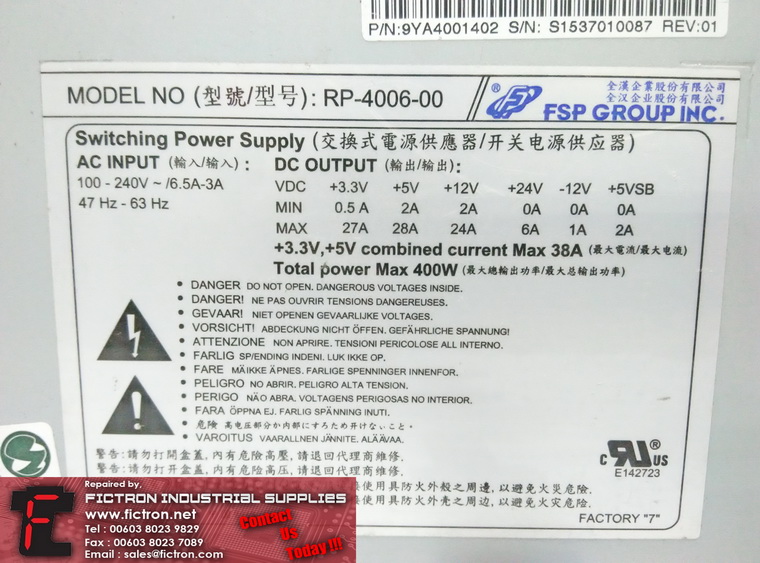 P/N:9YA4001402 S/N: S1537010087 REV:01
MODEL NO (型號/型号): RP-4006-00
全漢企業股份有限公司
全汉企业股份有限公司
® FSP GROUP INC.
Switching Power Supply (交換式電源供應器/开关电源供应器)
AC INPUT (輸入/输入) :
100 - 240V ~ /6.5A-3A
47 Hz - 63 Hz
DC OUTPUT (輸出/输出):
VDC +3.3V +5V +12V +24V -12V +5VSB
MIN 0.5 A 2A 2A 0A 0A 0A
MAX 27A 28A 24A 6A 1A 2A
+3.3V,+5V combined current Max 38A (最大電流/最大电流)
Total power Max 400W (最大總輸出功率/最大总输出功率)
• DANGER DO NOT OPEN. DANGEROUS VOLTAGES INSIDE.
• DANGER! NE PAS OUVRIR TENSIONS DANGEREUSES.
• GEVAAR! NIET OPENEN GEVAARLIJKE VOLTAGES.
• VORSICHT! ABDECKUNG NICHT ÖFFEN. GEFÄHRLICHE SPANNUNG!
• ATTENZIONE NON APRIRE. TENSIONI PERICOLOSE ALL INTERNO.
• FARLIG SP/ENDING INDENI. LUK IKKE OP.
• FARE MÄIKKE ÄPNES. FARLIGE SPENNINGER INNENFOR.
• PELIGRO NO ABRIR. PELIGRO ALTA TENSION.
• PERIGO NÃO ABRA. VOLTAGENS PERIGOSAS NO INTERIOR.
• FARA ÖPPNA EJ. FARLIG SPÄNNING INUTI.
• 危險 高电圧部分か内部にすろため开けないこと。
• VAROITUS VAARALLNEN JÄNNITE. ALÄÄVAA.
警告:請勿打開盒蓋, 內有危險高壓, 請退回代理商維修.
警告:请勿打开盒盖, 内有危险高压, 请退回代理商维修.
使用具防火外殼之周邊, 以避免火災危險.
使用具防火外壳之周边, 以避免火灾危险.
c RU ® US
E142723
FACTORY "7"
Repaired by.
FICTRON INDUSTRIAL SUPPLIES
www.fictron.net
Tel : 00603 8023 9829
Fax : 00603 8023 7089
Email : sales@fictron.com
Contact
Us
Today !!!